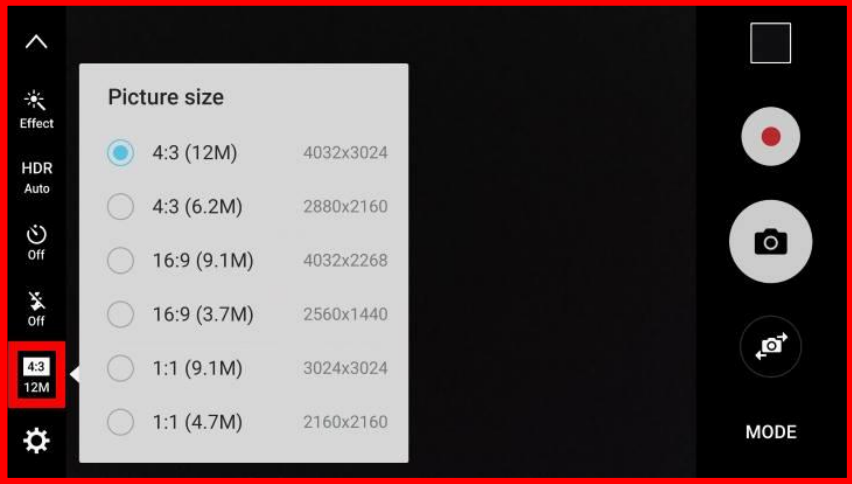 Effect
HDR
Auto
Off
Off
4:3
12M
Picture size
4:3 (12M) 4032x3024
4:3 (6.2M) 2880x2160
16:9 (9.1M) 4032x2268
16:9 (3.7M) 2560x1440
1:1 (9.1M) 3024x3024
1:1 (4.7M) 2160x2160
MODE